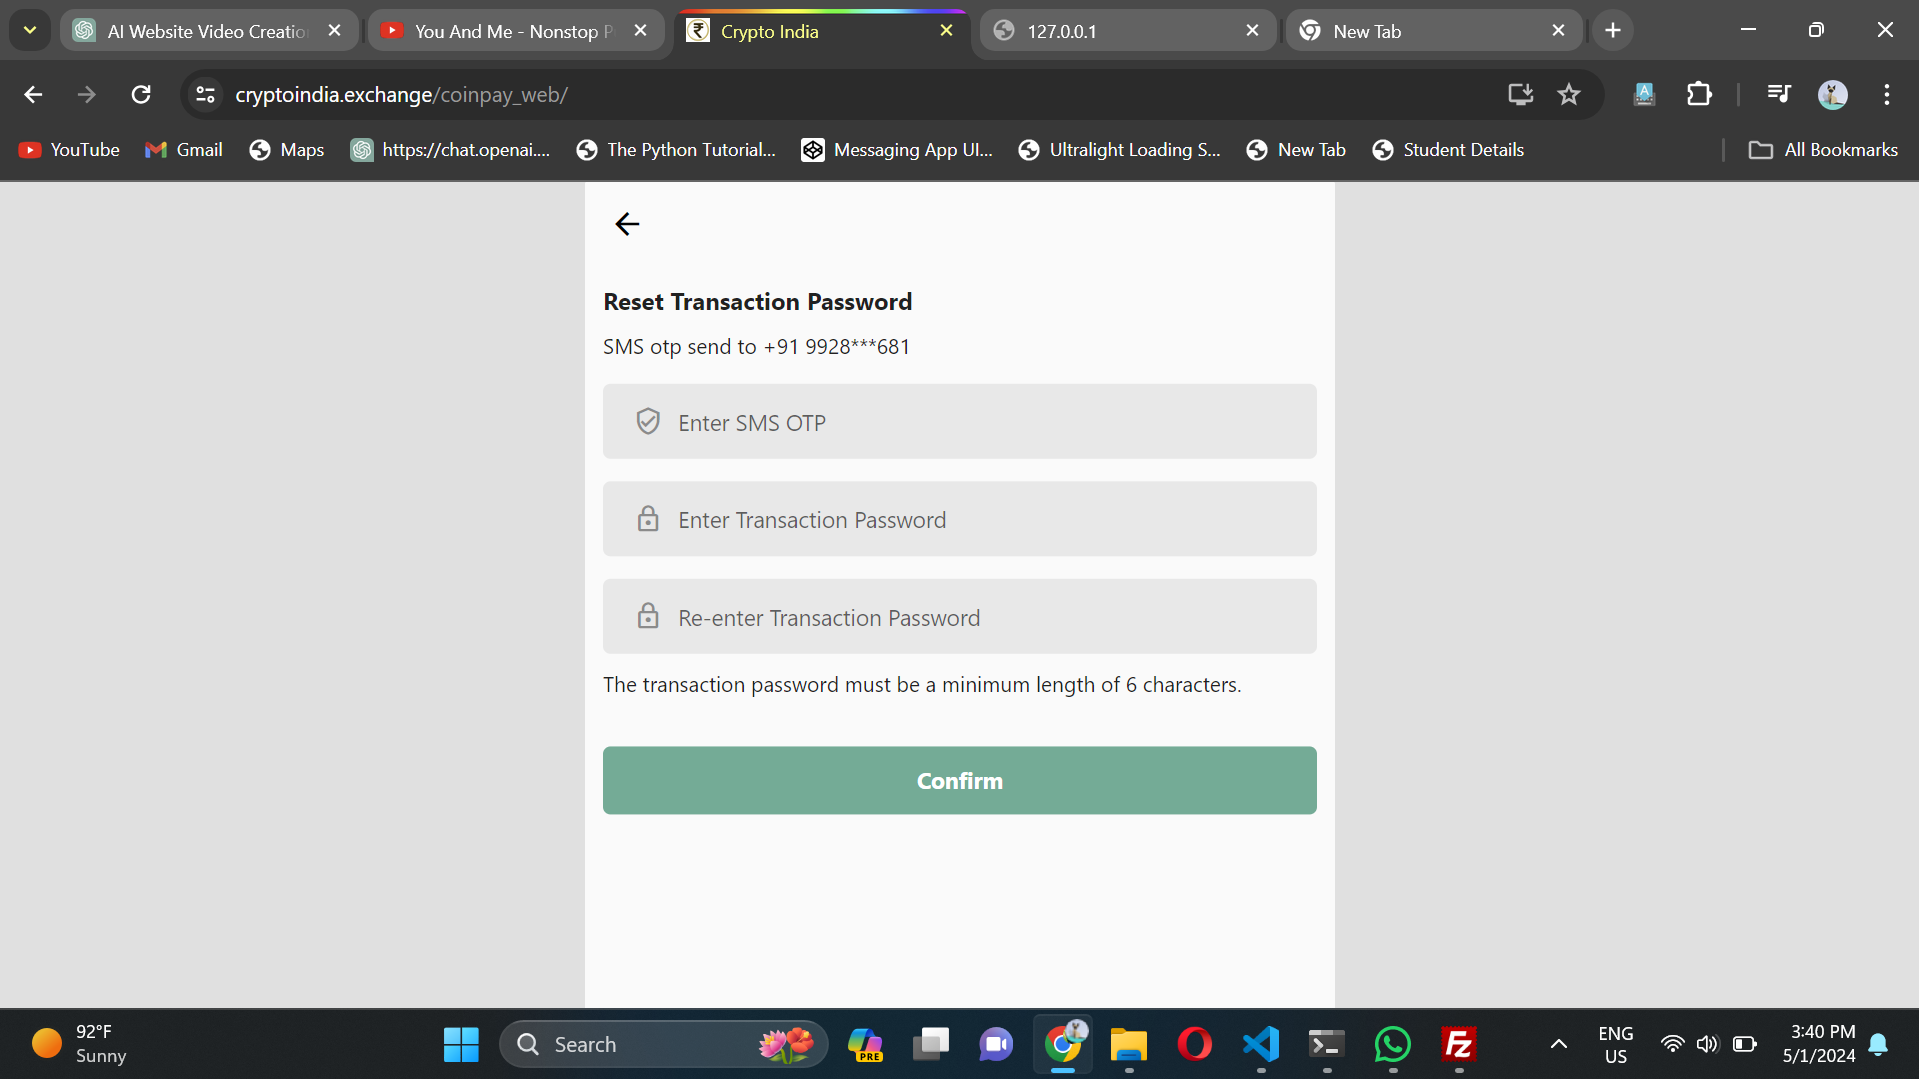 AI Website Video Creatio
You And Me - Nonstop P
Crypto India
127.0.0.1
New Tab
cryptoindia.exchange/coinpay_web/
YouTube
Gmail
Maps
https://chat.openai....
The Python Tutorial...
Messaging App UI...
Ultralight Loading S...
New Tab
Student Details
All Bookmarks
Reset Transaction Password
SMS otp send to +91 9928***681
Enter SMS OTP
Enter Transaction Password
Re-enter Transaction Password
The transaction password must be a minimum length of 6 characters.
Confirm
92°F
Sunny
Search
PRE
ENG
US
3:40 PM
5/1/2024